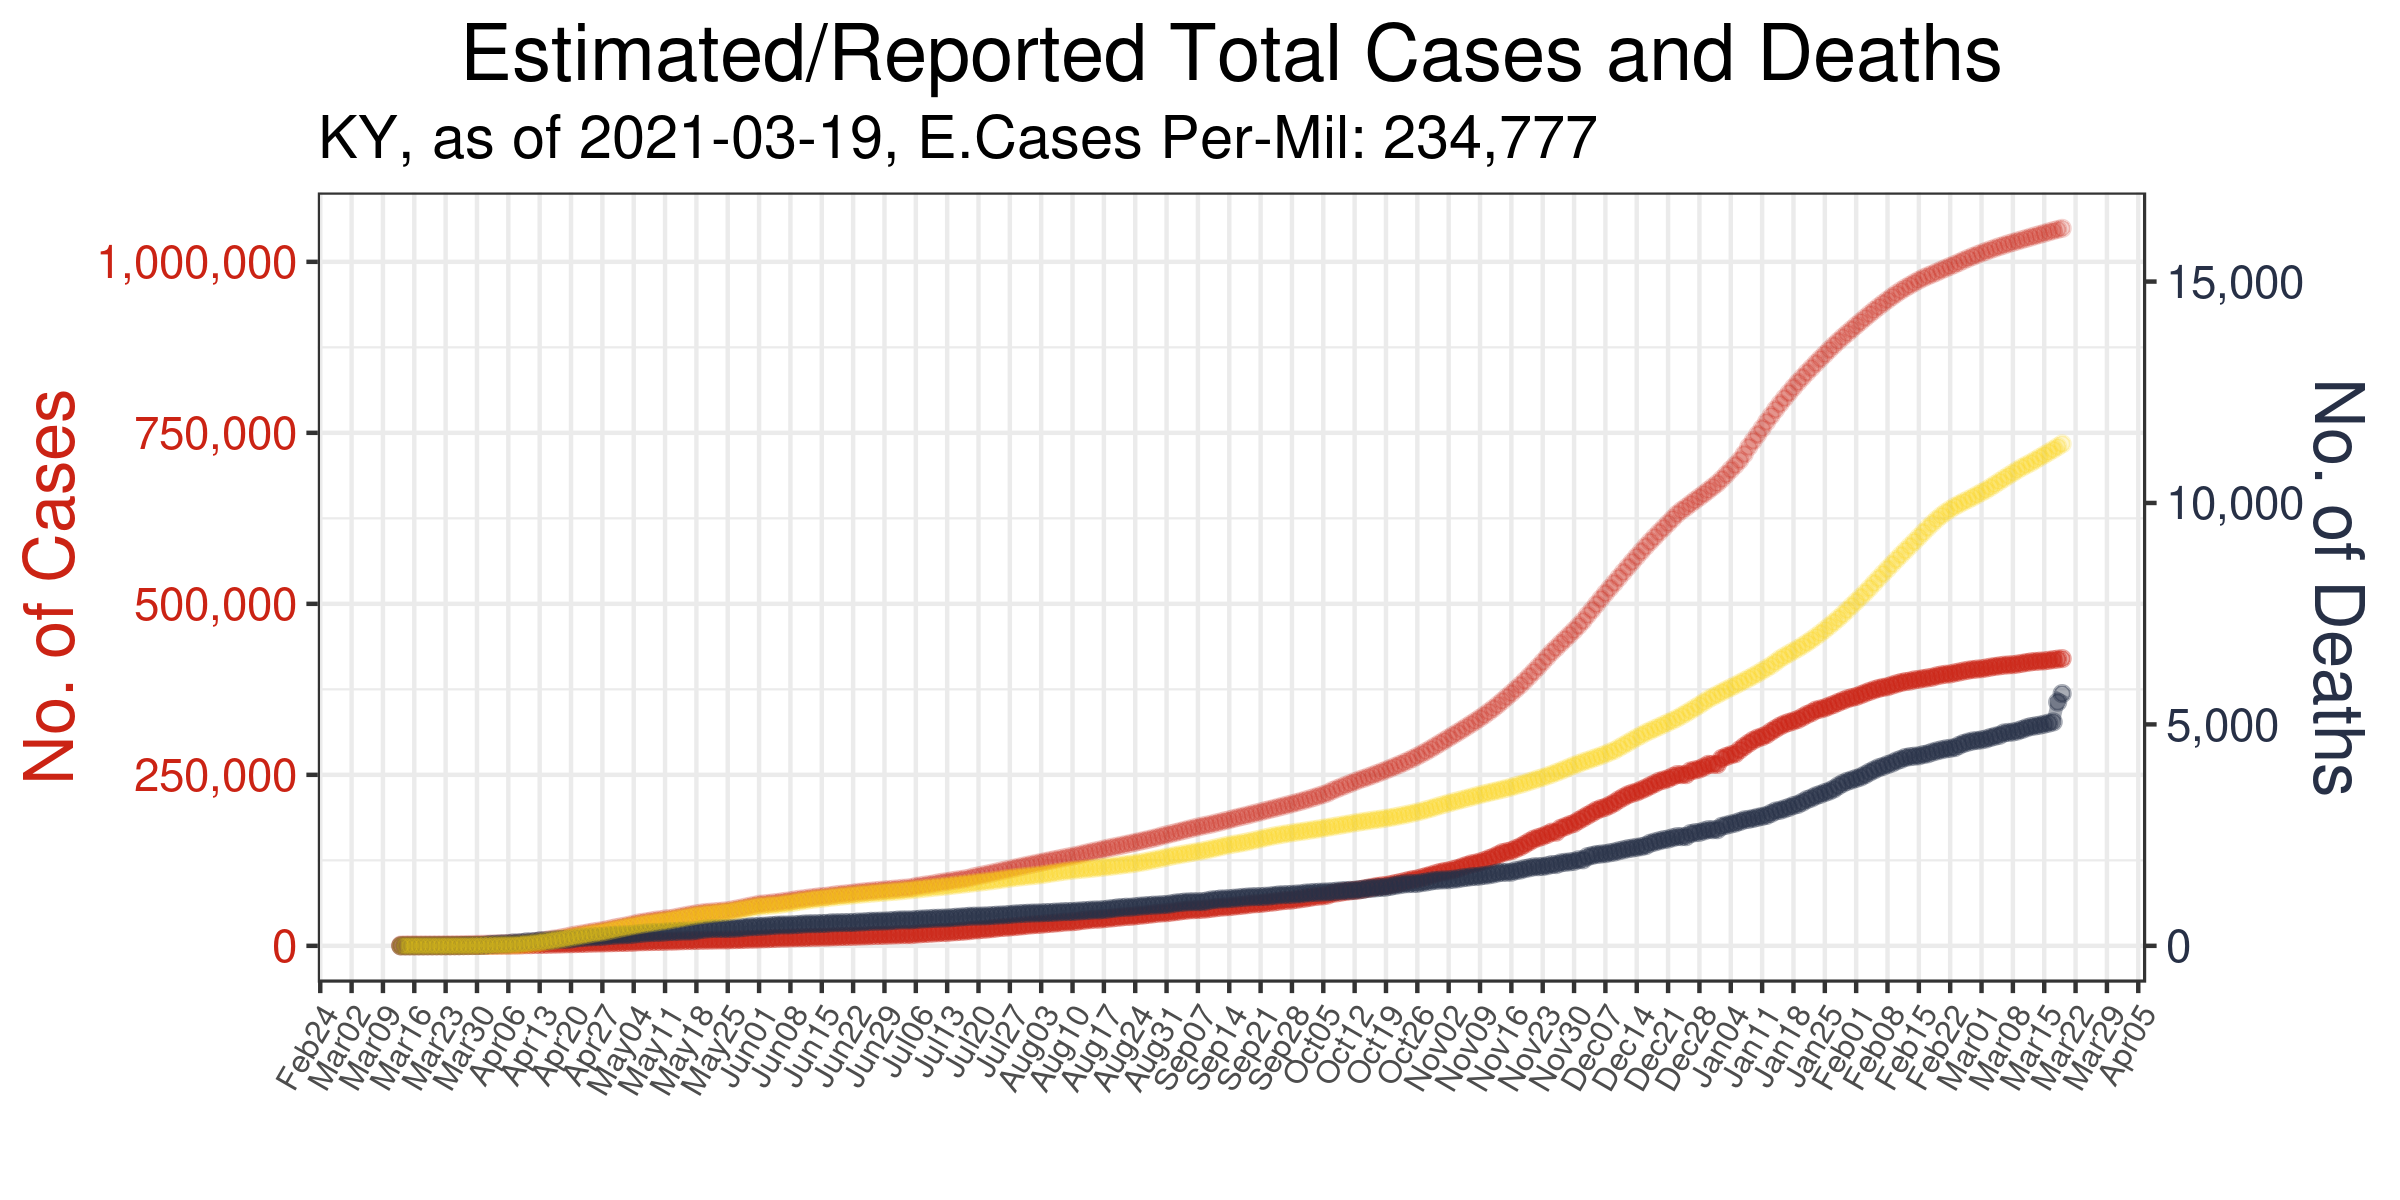 Estimated/Reported Total Cases and Deaths
KY, as of 2021-03-19, E.Cases Per-Mil: 234,777
No. of Cases
1,000,000
750,000
500,000
250,000
0
15,000
10,000
5,000
0
No. of Deaths
Feb24
Mar02
Mar09
Mar16
Mar23
Mar30
Apr06
Apr13
Apr20
Apr27
May04
May11
May18
May25
Jun01
Jun08
Jun15
Jun22
Jun29
Jul06
Jul13
Jul20
Jul27
Aug03
Aug10
Aug17
Aug24
Aug31
Sep07
Sep14
Sep21
Sep28
Oct05
Oct12
Oct19
Oct26
Nov02
Nov09
Nov16
Nov23
Nov30
Dec07
Dec14
Dec21
Dec28
Jan04
Jan11
Jan18
Jan25
Feb01
Feb08
Feb15
Feb22
Mar01
Mar08
Mar15
Mar22
Mar29
Apr05